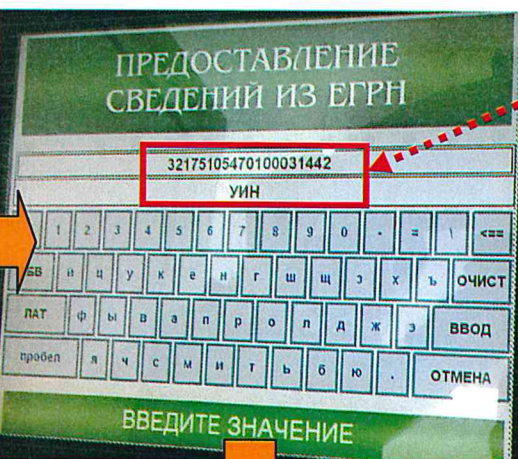 ПРЕДОСТАВЛЕНИЕ
СВЕДЕНИЙ ИЗ ЕГРН
32175105470100031442
УИН
1 2 3 4 5 6 7 8 9 0 - = \ <==
БВ й ц у к е н г ш щ з х ъ ОЧИСТ
ЛАТ ф ы в а п р о л д ж э ВВОД
пробел я ч с м и т ь б ю . ОТМЕНА
ВВЕДИТЕ ЗНАЧЕНИЕ